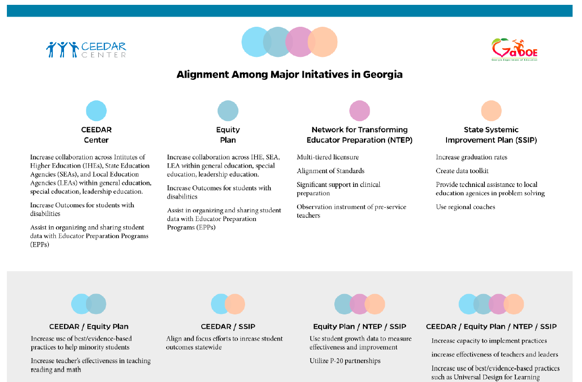 CEEDAR
CENTER
GaDOE
Alignment Among Major Initatives in Georgia
CEEDAR
Center
Increase collaboration across Intitutes of
Higher Education (IHEs), State Education
Agencies (SEAs), and Local Education
Agencies (LEAs) within general education,
special education, leadership education.
Increase Outcomes for students with
disabilities
Assist in organizing and sharing student
data with Educator Preparation Programs
(EPPs)
Equity
Plan
Increase collaboration across IHE, SEA,
LEA within general education, special
education, leadership education.
Increase Outcomes for students with
disabilities
Assist in organizing and sharing student
data with Educator Preparation
Programs (EPPs)
Network for Transforming
Educator Preparation (NTEP)
Multi-tiered licensure
Alignment of Standards
Significant support in clinical
preparation
Observation instrument of pre-service
teachers
State Systemic
Improvement Plan (SSIP)
Increase graduation rates
Create data toolkit
Provide technical assistance to local
education agenices in problem solving
Use regional coaches
CEEDAR / Equity Plan
Increase use of best/evidence-based
practices to help minority students
Increase teacher's effectiveness in teaching
reading and math
CEEDAR / SSIP
Align and focus efforts to inrease student
outcomes statewide
Equity Plan / NTEP / SSIP
Use student growth data to measure
effectiveness and improvement
Utilize P-20 partnerships
CEEDAR / Equity Plan / NTEP / SSIP
Increase capacity to implement practices
increase effectiveness of teachers and leaders
Increase use of best/evidence-based practices
such as Universal Design for Learning